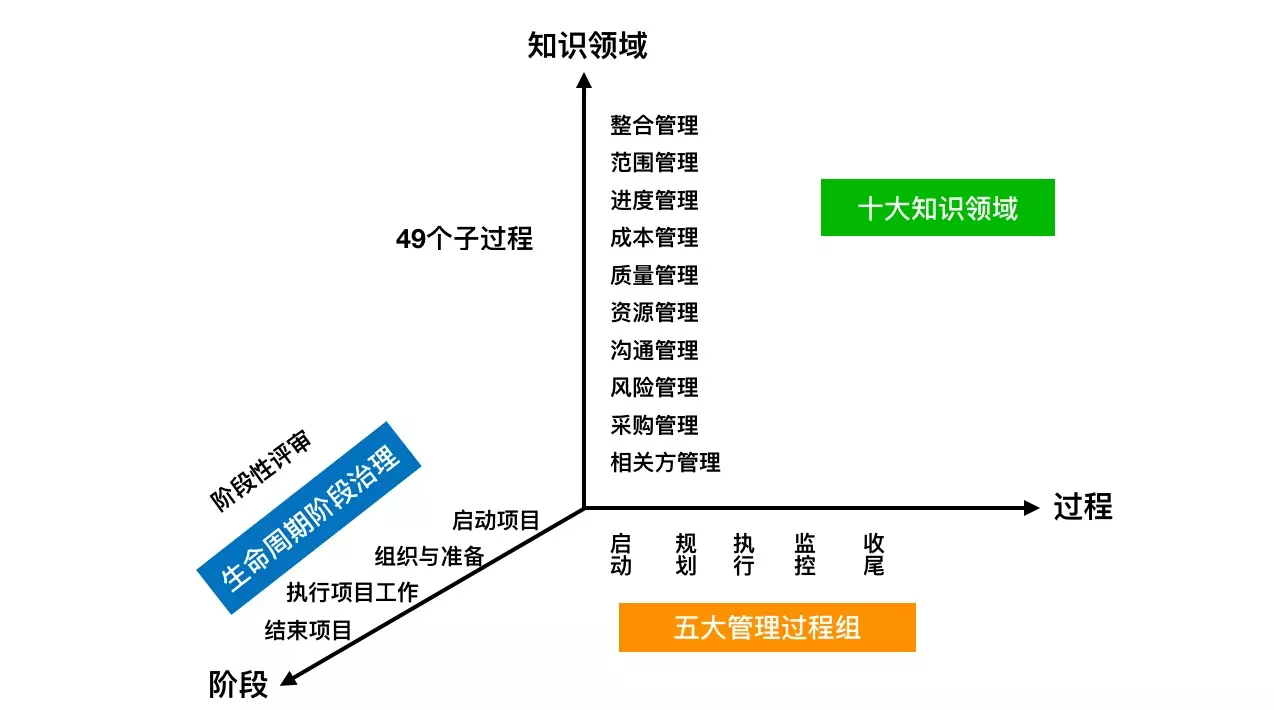 知识领域
整合管理
范围管理
进度管理
成本管理
质量管理
资源管理
沟通管理
风险管理
采购管理
相关方管理
十大知识领域
49个子过程
阶段性评审
生命周期阶段治理
启动项目
组织与准备
执行项目工作
结束项目
阶段
过程
启动
规划
执行
监控
收尾
五大管理过程组